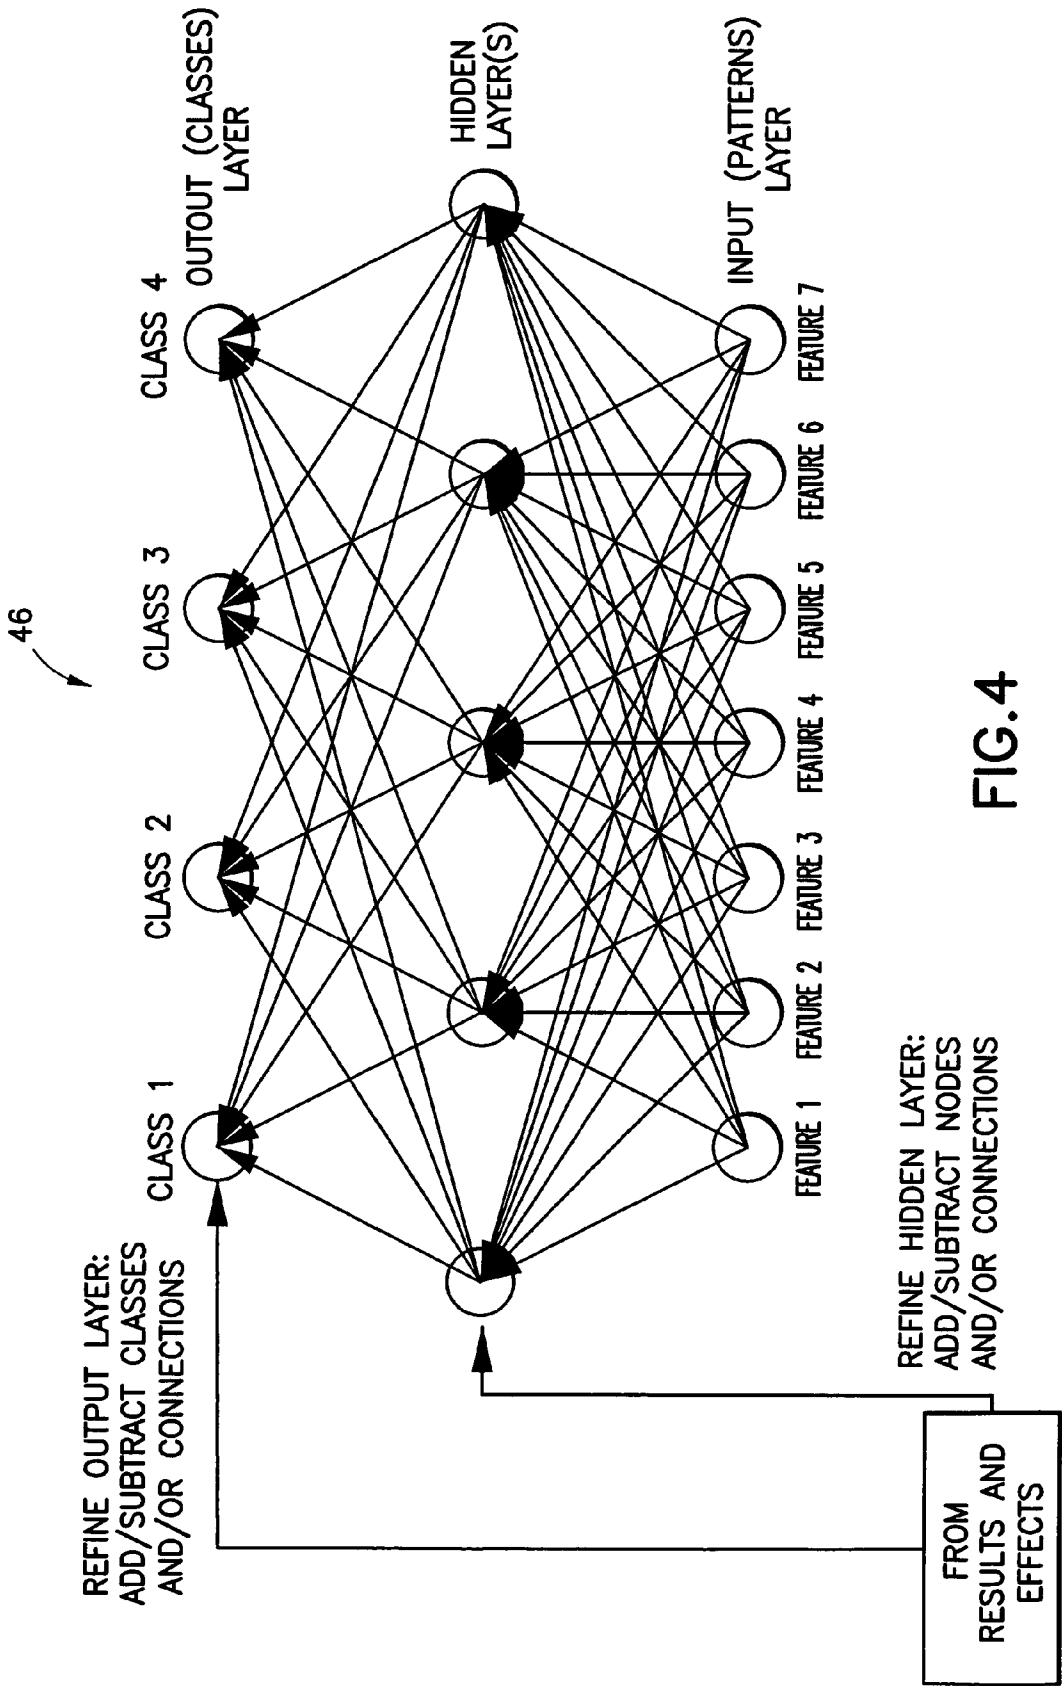 46
REFINE OUTPUT LAYER:
ADD/SUBTRACT CLASSES
AND/OR CONNECTIONS
CLASS 1
CLASS 2
CLASS 3
CLASS 4
OUTOUT (CLASSES)
LAYER
HIDDEN
LAYER(S)
INPUT (PATTERNS)
LAYER
FEATURE 1
FEATURE 2
FEATURE 3
FEATURE 4
FEATURE 5
FEATURE 6
FEATURE 7
REFINE HIDDEN LAYER:
ADD/SUBTRACT NODES
AND/OR CONNECTIONS
FROM
RESULTS AND
EFFECTS
FIG.4